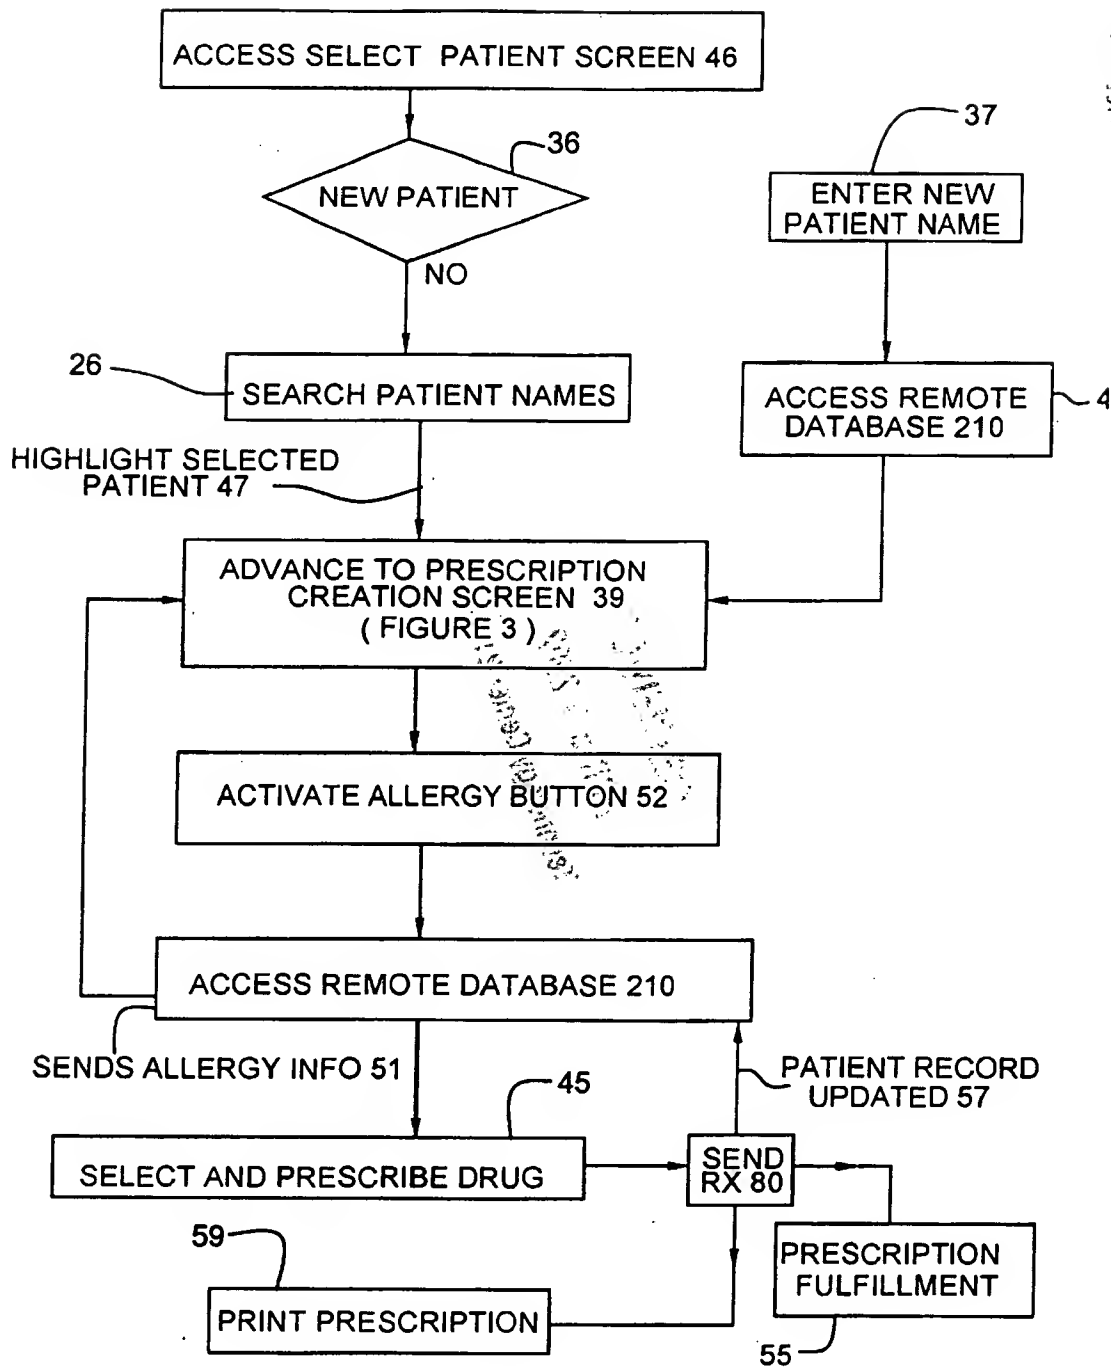 ACCESS SELECT PATIENT SCREEN 46
36
NEW PATIENT
NO
37
ENTER NEW
PATIENT NAME
26
SEARCH PATIENT NAMES
ACCESS REMOTE
DATABASE 210
4
HIGHLIGHT SELECTED
PATIENT 47
ADVANCE TO PRESCRIPTION
CREATION SCREEN 39
( FIGURE 3 )
ACTIVATE ALLERGY BUTTON 52
ACCESS REMOTE DATABASE 210
SENDS ALLERGY INFO 51
PATIENT RECORD
UPDATED 57
45
SELECT AND PRESCRIBE DRUG
SEND
RX 80
59
PRINT PRESCRIPTION
PRESCRIPTION
FULFILLMENT
55